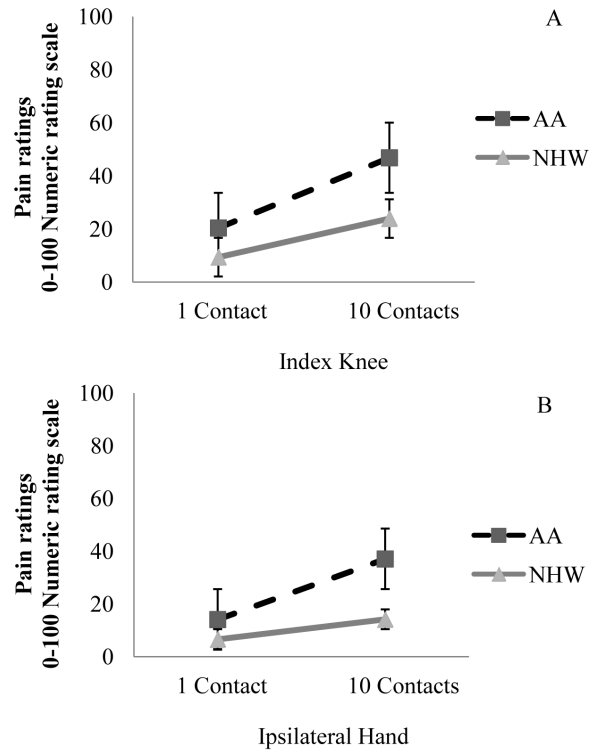 A
100
80
60
40
20
0
Pain ratings
0-100 Numeric rating scale
AA
NHW
1 Contact
10 Contacts
Index Knee
B
100
80
60
40
20
0
Pain ratings
0-100 Numeric rating scale
AA
NHW
1 Contact
10 Contacts
Ipsilateral Hand